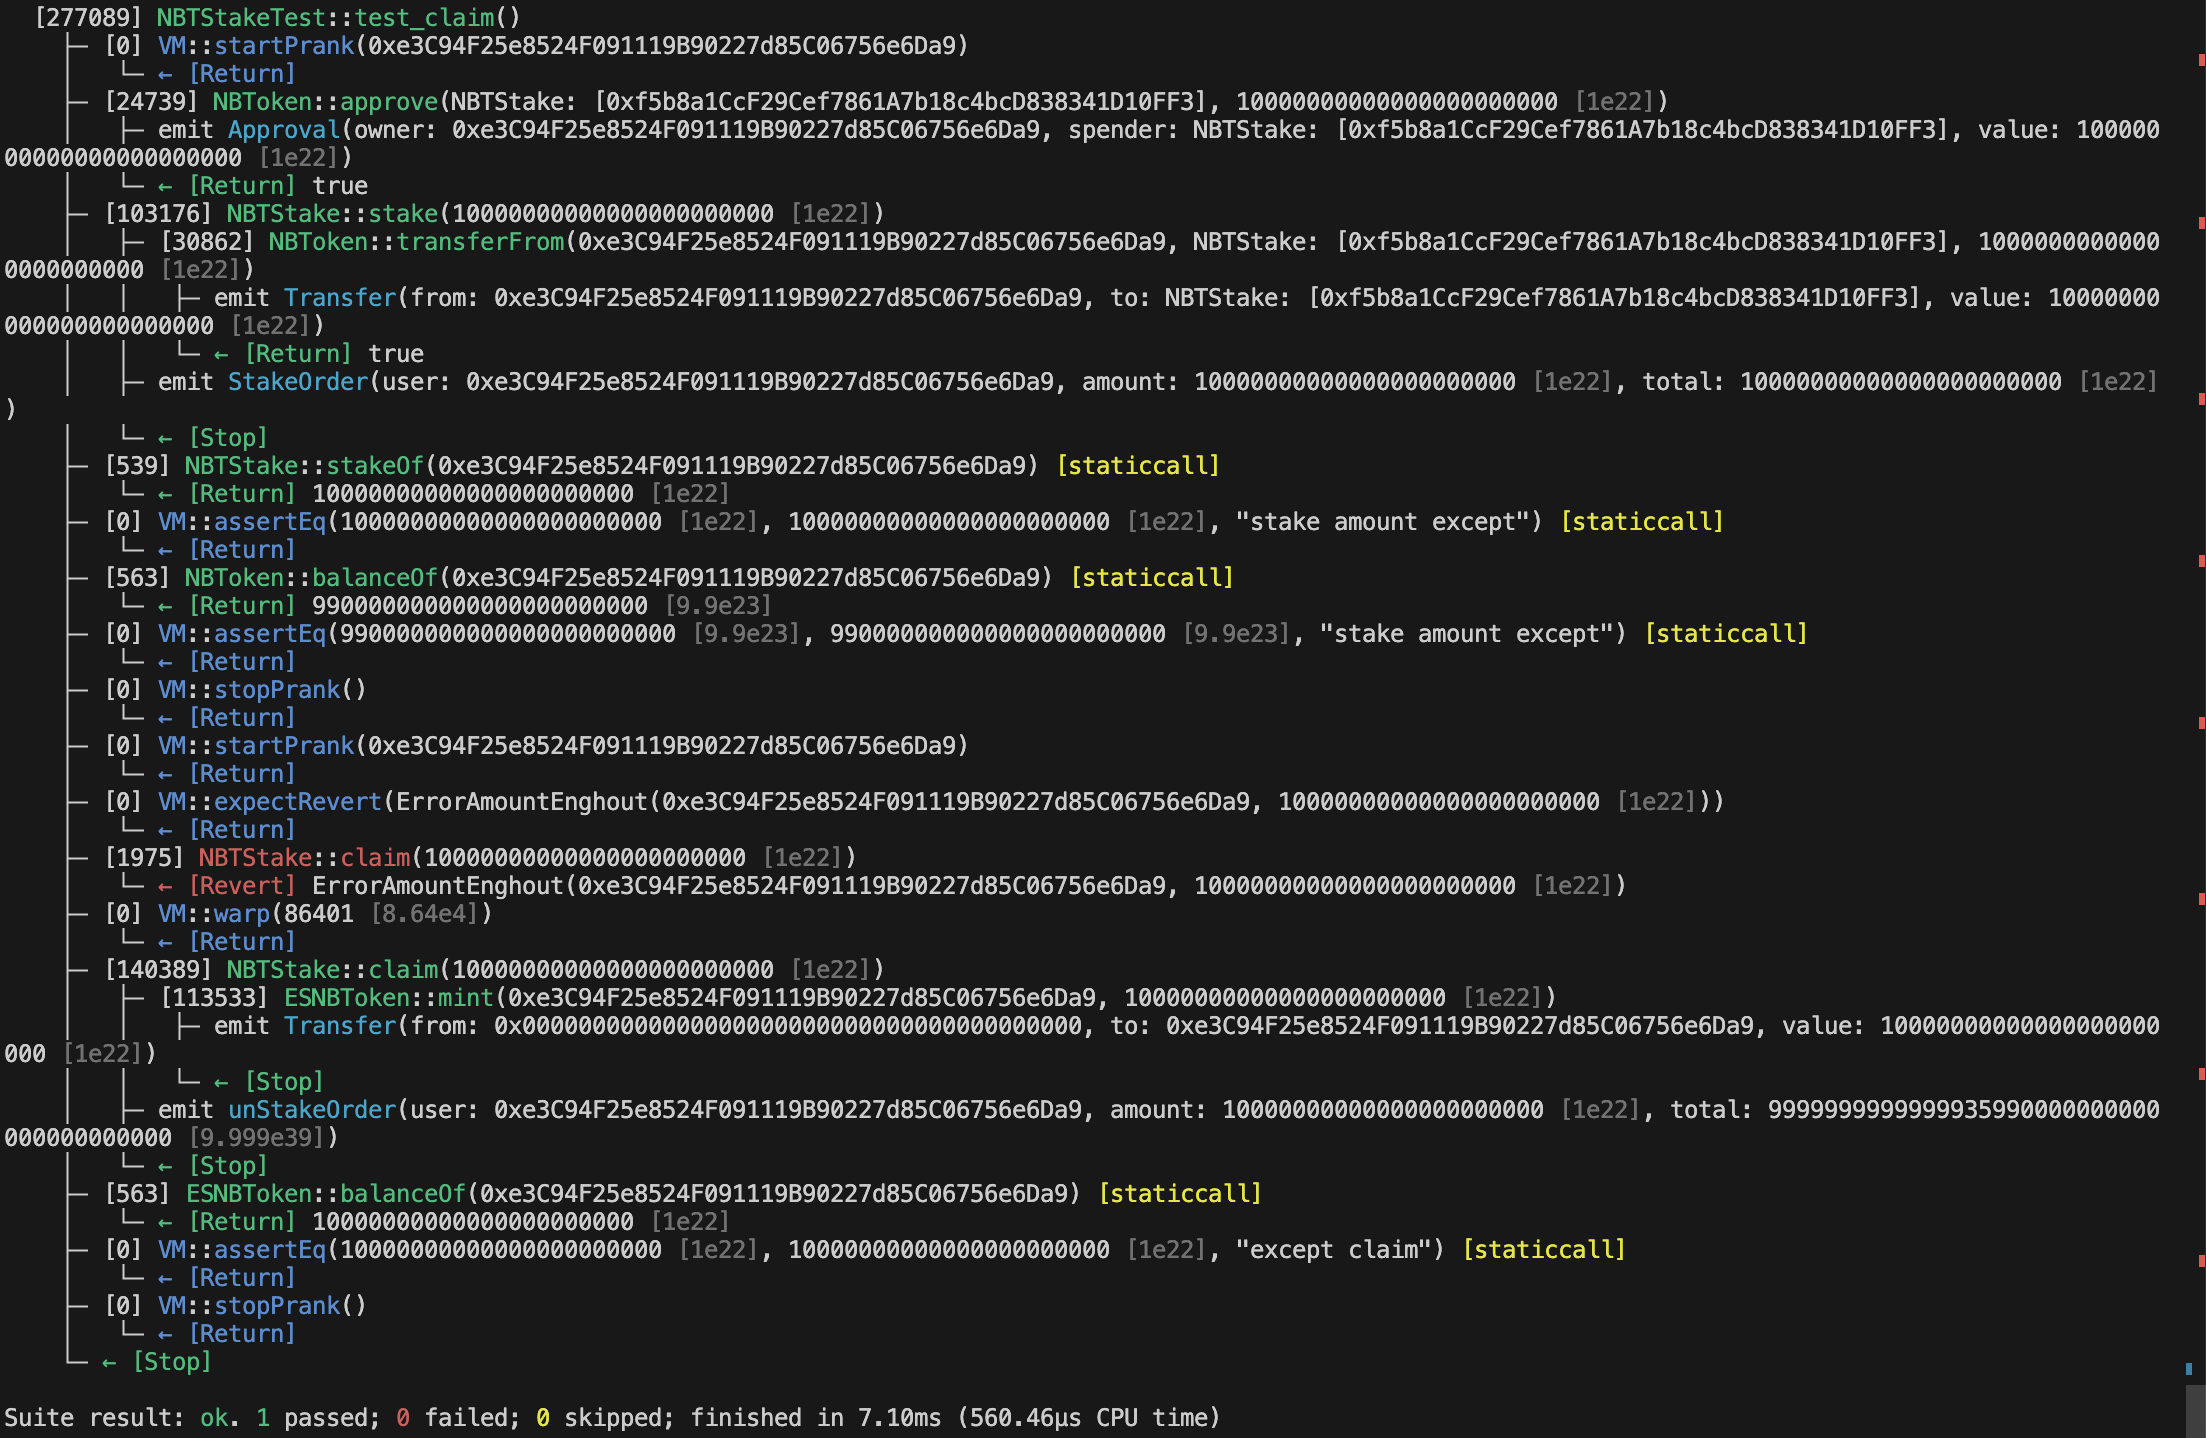 [277089] NBTStakeTest::test_claim()
├─ [0] VM::startPrank(0xe3C94F25e8524F091119B90227d85C06756e6Da9)
│   └─ ← [Return]
├─ [24739] NBToken::approve(NBTStake: [0xf5b8a1CcF29Cef7861A7b18c4bcD838341D10FF3], 10000000000000000000000 [1e22])
│   ├─ emit Approval(owner: 0xe3C94F25e8524F091119B90227d85C06756e6Da9, spender: NBTStake: [0xf5b8a1CcF29Cef7861A7b18c4bcD838341D10FF3], value: 100000
00000000000000000 [1e22])
│   └─ ← [Return] true
├─ [103176] NBTStake::stake(10000000000000000000000 [1e22])
│   ├─ [30862] NBToken::transferFrom(0xe3C94F25e8524F091119B90227d85C06756e6Da9, NBTStake: [0xf5b8a1CcF29Cef7861A7b18c4bcD838341D10FF3], 1000000000000
0000000000 [1e22])
│   │   ├─ emit Transfer(from: 0xe3C94F25e8524F091119B90227d85C06756e6Da9, to: NBTStake: [0xf5b8a1CcF29Cef7861A7b18c4bcD838341D10FF3], value: 10000000
000000000000000 [1e22])
│   │   └─ ← [Return] true
│   ├─ emit StakeOrder(user: 0xe3C94F25e8524F091119B90227d85C06756e6Da9, amount: 10000000000000000000000 [1e22], total: 10000000000000000000000 [1e22]
)
│   └─ ← [Stop]
├─ [539] NBTStake::stakeOf(0xe3C94F25e8524F091119B90227d85C06756e6Da9) [staticcall]
│   └─ ← [Return] 10000000000000000000000 [1e22]
├─ [0] VM::assertEq(10000000000000000000000 [1e22], 10000000000000000000000 [1e22], "stake amount except") [staticcall]
│   └─ ← [Return]
├─ [563] NBToken::balanceOf(0xe3C94F25e8524F091119B90227d85C06756e6Da9) [staticcall]
│   └─ ← [Return] 990000000000000000000000 [9.9e23]
├─ [0] VM::assertEq(990000000000000000000000 [9.9e23], 990000000000000000000000 [9.9e23], "stake amount except") [staticcall]
│   └─ ← [Return]
├─ [0] VM::stopPrank()
│   └─ ← [Return]
├─ [0] VM::startPrank(0xe3C94F25e8524F091119B90227d85C06756e6Da9)
│   └─ ← [Return]
├─ [0] VM::expectRevert(ErrorAmountEnghout(0xe3C94F25e8524F091119B90227d85C06756e6Da9, 10000000000000000000000 [1e22]))
│   └─ ← [Return]
├─ [1975] NBTStake::claim(10000000000000000000000 [1e22])
│   └─ ← [Revert] ErrorAmountEnghout(0xe3C94F25e8524F091119B90227d85C06756e6Da9, 10000000000000000000000 [1e22])
├─ [0] VM::warp(86401 [8.64e4])
│   └─ ← [Return]
├─ [140389] NBTStake::claim(10000000000000000000000 [1e22])
│   ├─ [113533] ESNBToken::mint(0xe3C94F25e8524F091119B90227d85C06756e6Da9, 10000000000000000000000 [1e22])
│   │   ├─ emit Transfer(from: 0x0000000000000000000000000000000000000000, to: 0xe3C94F25e8524F091119B90227d85C06756e6Da9, value: 10000000000000000000
000 [1e22])
│   │   └─ ← [Stop]
│   ├─ emit unStakeOrder(user: 0xe3C94F25e8524F091119B90227d85C06756e6Da9, amount: 10000000000000000000000 [1e22], total: 9999999999999935990000000000
000000000000 [9.999e39])
│   └─ ← [Stop]
├─ [563] ESNBToken::balanceOf(0xe3C94F25e8524F091119B90227d85C06756e6Da9) [staticcall]
│   └─ ← [Return] 10000000000000000000000 [1e22]
├─ [0] VM::assertEq(10000000000000000000000 [1e22], 10000000000000000000000 [1e22], "except claim") [staticcall]
│   └─ ← [Return]
├─ [0] VM::stopPrank()
│   └─ ← [Return]
└─ ← [Stop]
Suite result: ok. 1 passed; 0 failed; 0 skipped; finished in 7.10ms (560.46µs CPU time)